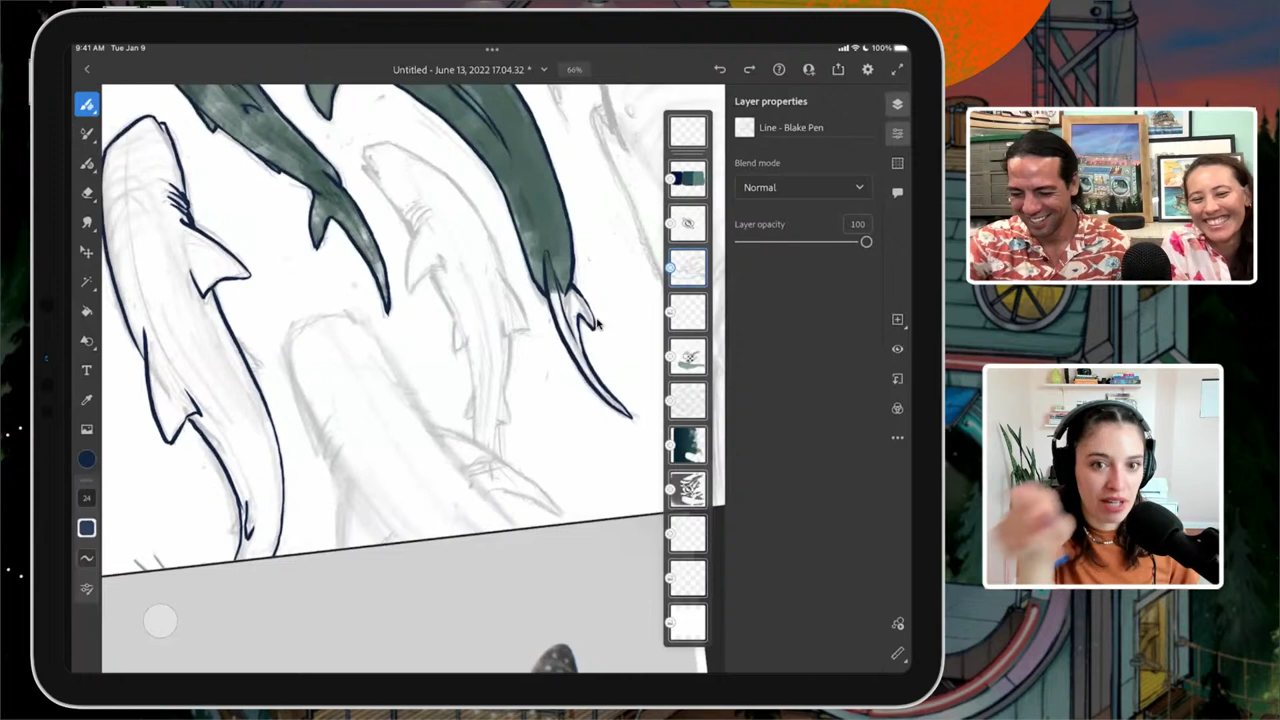 9:41 AM Tue Jan 9
100%
Untitled - June 13, 2022 17.04.32 *
66%
Layer properties
Line - Blake Pen
Blend mode
Normal
Layer opacity
100
T
24